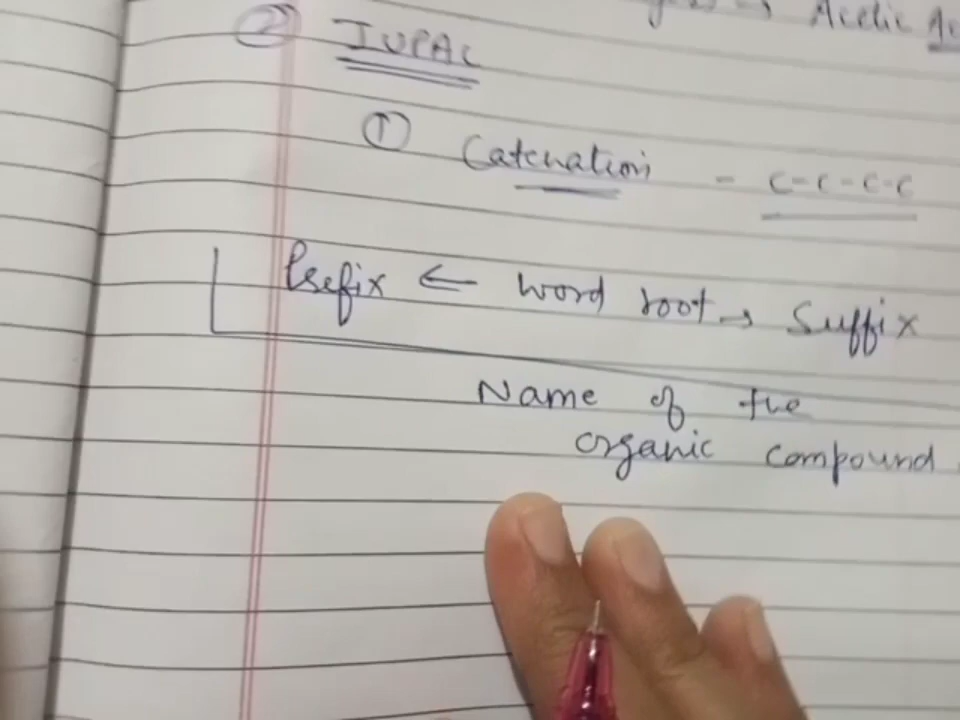 → Acetic
② IUPAC
① Catenation - C-C-C-C
Prefix ← word root → Suffix
Name of the
organic compound.